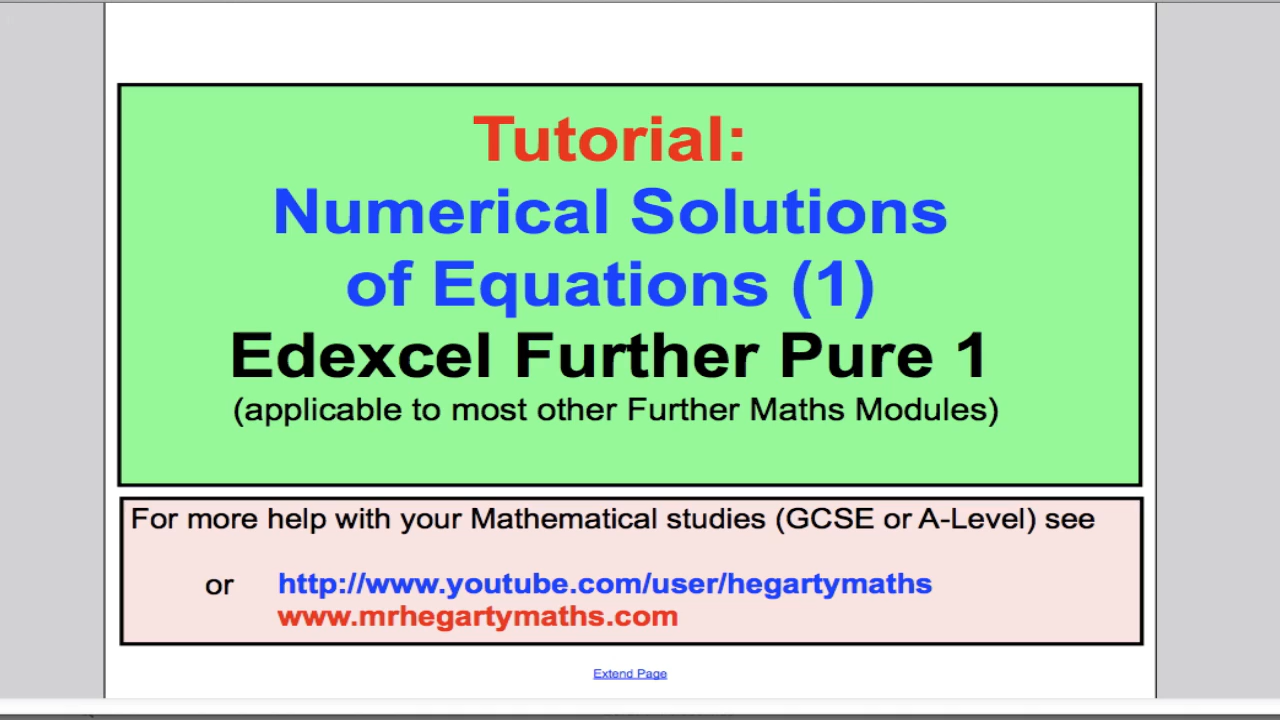 Tutorial:
Numerical Solutions
of Equations (1)
Edexcel Further Pure 1
(applicable to most other Further Maths Modules)
For more help with your Mathematical studies (GCSE or A-Level) see
or http://www.youtube.com/user/hegartymaths
www.mrhegartymaths.com
Extend Page